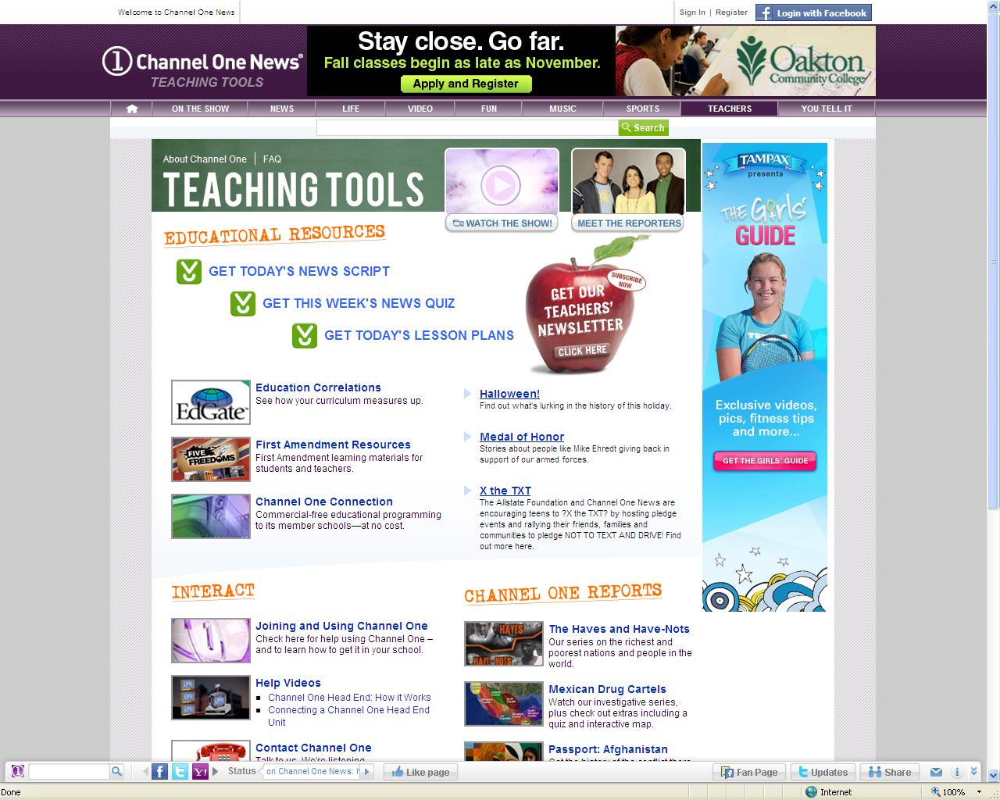 Welcome to Channel One News
Sign In | Register
Login with Facebook
Channel One News®
TEACHING TOOLS
Stay close. Go far.
Fall classes begin as late as November.
Apply and Register
Oakton
Community College
ON THE SHOW
NEWS
LIFE
VIDEO
FUN
MUSIC
SPORTS
TEACHERS
YOU TELL IT
Search
About Channel One | FAQ
TEACHING TOOLS
WATCH THE SHOW!
MEET THE REPORTERS
EDUCATIONAL RESOURCES
GET TODAY'S NEWS SCRIPT
GET THIS WEEK'S NEWS QUIZ
GET TODAY'S LESSON PLANS
SUBSCRIBE
NOW
GET OUR
TEACHERS'
NEWSLETTER
CLICK HERE
TAMPAX
presents
THE Girls'
GUIDE
Exclusive videos,
pics, fitness tips
and more...
GET THE GIRLS' GUIDE
EdGate
Education Correlations
See how your curriculum measures up.
FIVE
FREEDOMS
First Amendment Resources
First Amendment learning materials for
students and teachers.
Channel One Connection
Commercial-free educational programming
to its member schools—at no cost.
Halloween!
Find out what's lurking in the history of this holiday.
Medal of Honor
Stories about people like Mike Ehredt giving back in
support of our armed forces.
X the TXT
The Allstate Foundation and Channel One News are
encouraging teens to ?X the TXT? by hosting pledge
events and rallying their friends, families and
communities to pledge NOT TO TEXT AND DRIVE! Find
out more here.
INTERACT
Joining and Using Channel One
Check here for help using Channel One –
and to learn how to get it in your school.
Help Videos
Channel One Head End: How it Works
Connecting a Channel One Head End
Unit
Contact Channel One
Talk to us. We're listening.
CHANNEL ONE REPORTS
HAVES
HAVE-NOTS
The Haves and Have-Nots
Our series on the richest and
poorest nations and people in the
world.
Mexican Drug Cartels
Watch our investigative series,
plus check out extras including a
quiz and interactive map.
Passport: Afghanistan
Get the history of the conflict there
Status
on Channel One News:
Like page
Fan Page
Updates
Share
Done
Internet
100%